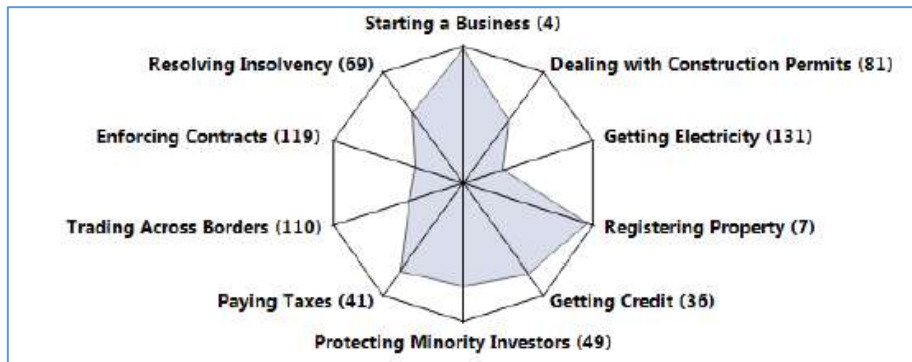 Starting a Business (4)
Resolving Insolvency (69)
Dealing with Construction Permits (81)
Enforcing Contracts (119)
Getting Electricity (131)
Trading Across Borders (110)
Registering Property (7)
Paying Taxes (41)
Getting Credit (36)
Protecting Minority Investors (49)